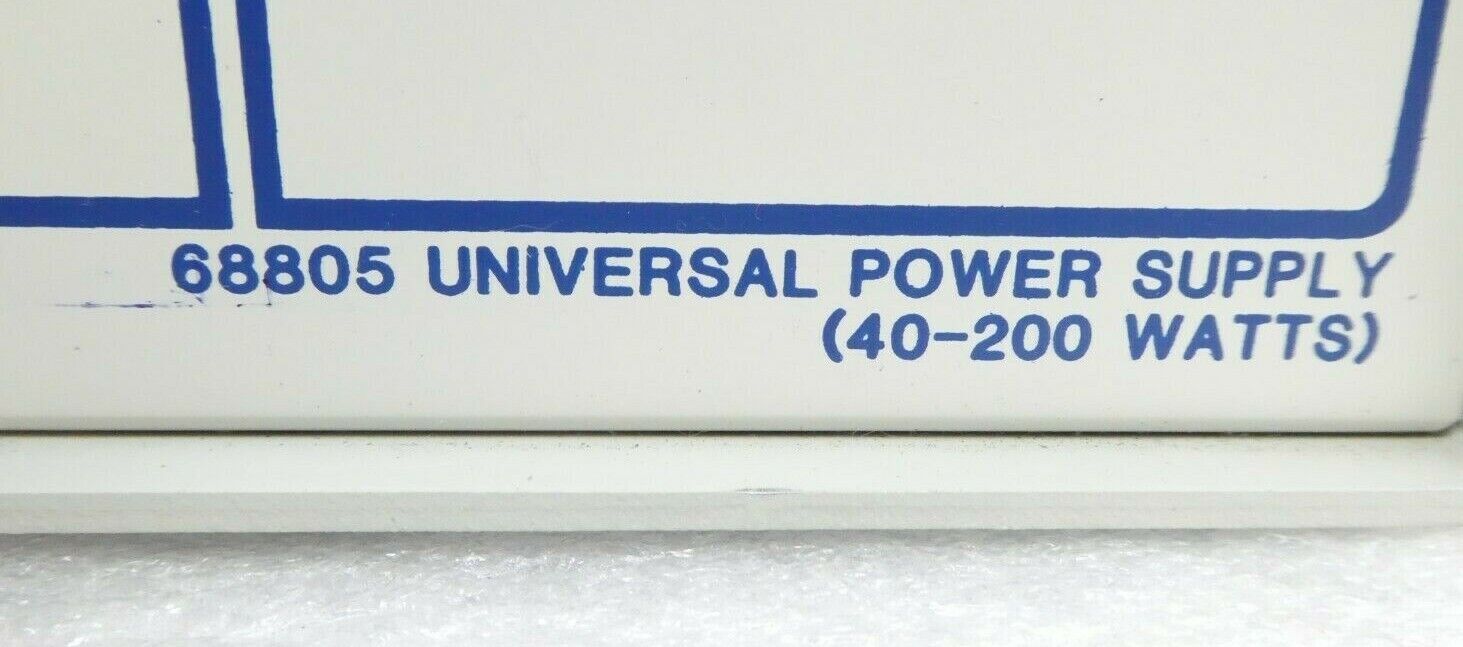 68805 UNIVERSAL POWER SUPPLY
(40-200 WATTS)